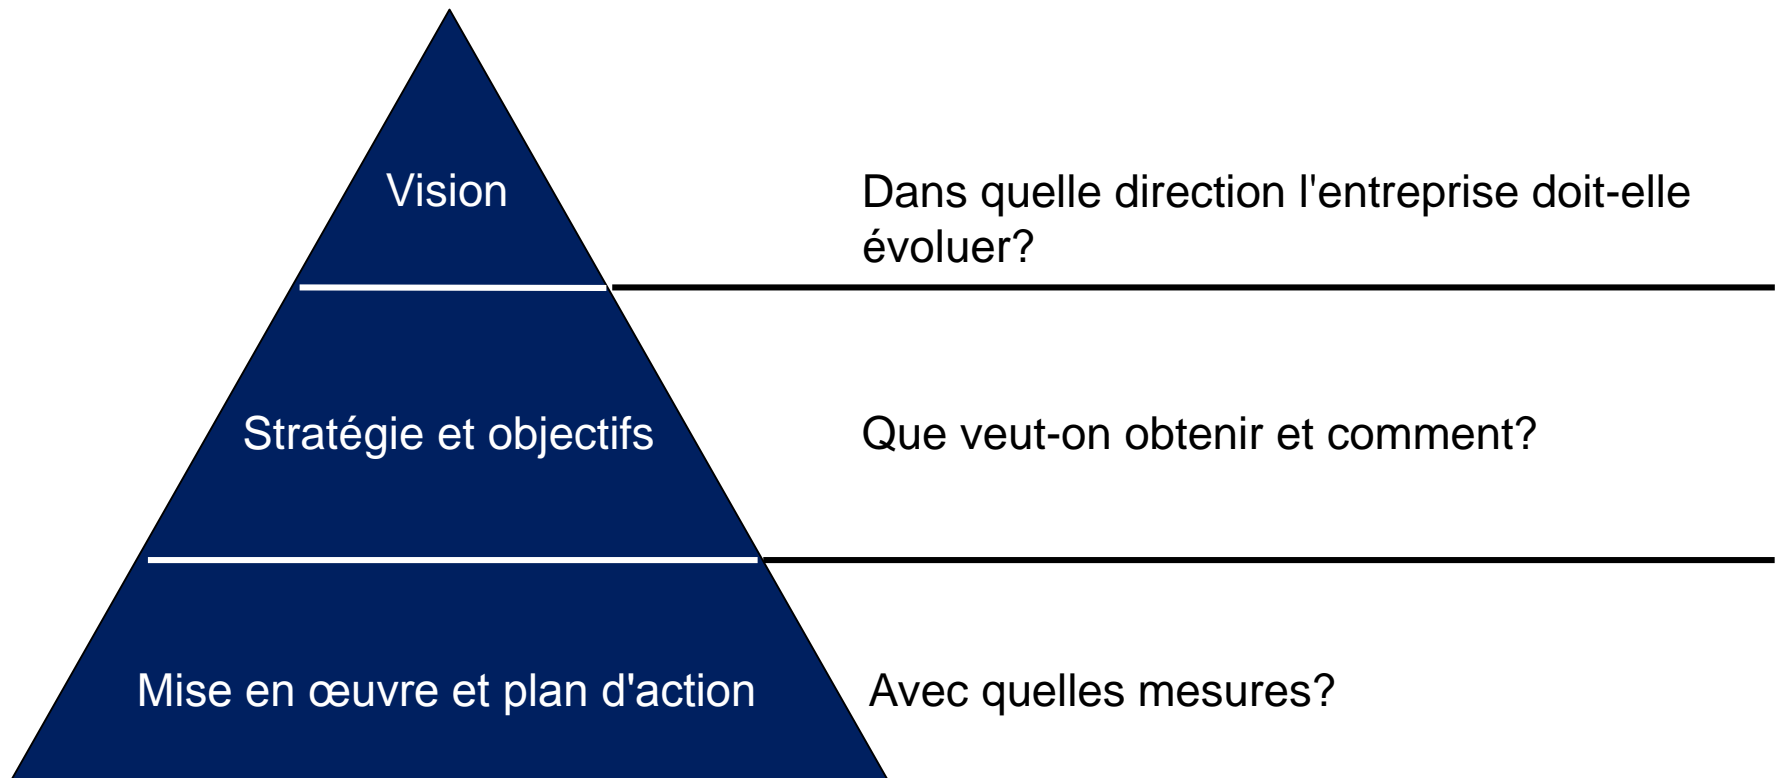 Vision
Dans quelle direction l'entreprise doit-elle
évoluer?
Stratégie et objectifs
Que veut-on obtenir et comment?
Mise en œuvre et plan d'action
Avec quelles mesures?